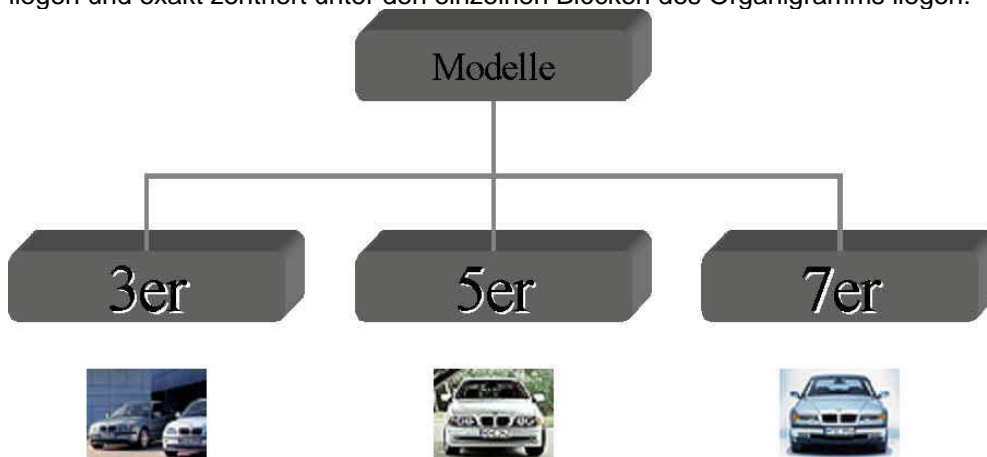 liegen und exakt zentriert unter den einzelnen Blöcken des Organigramms liegen.
Modelle
3er 5er 7er